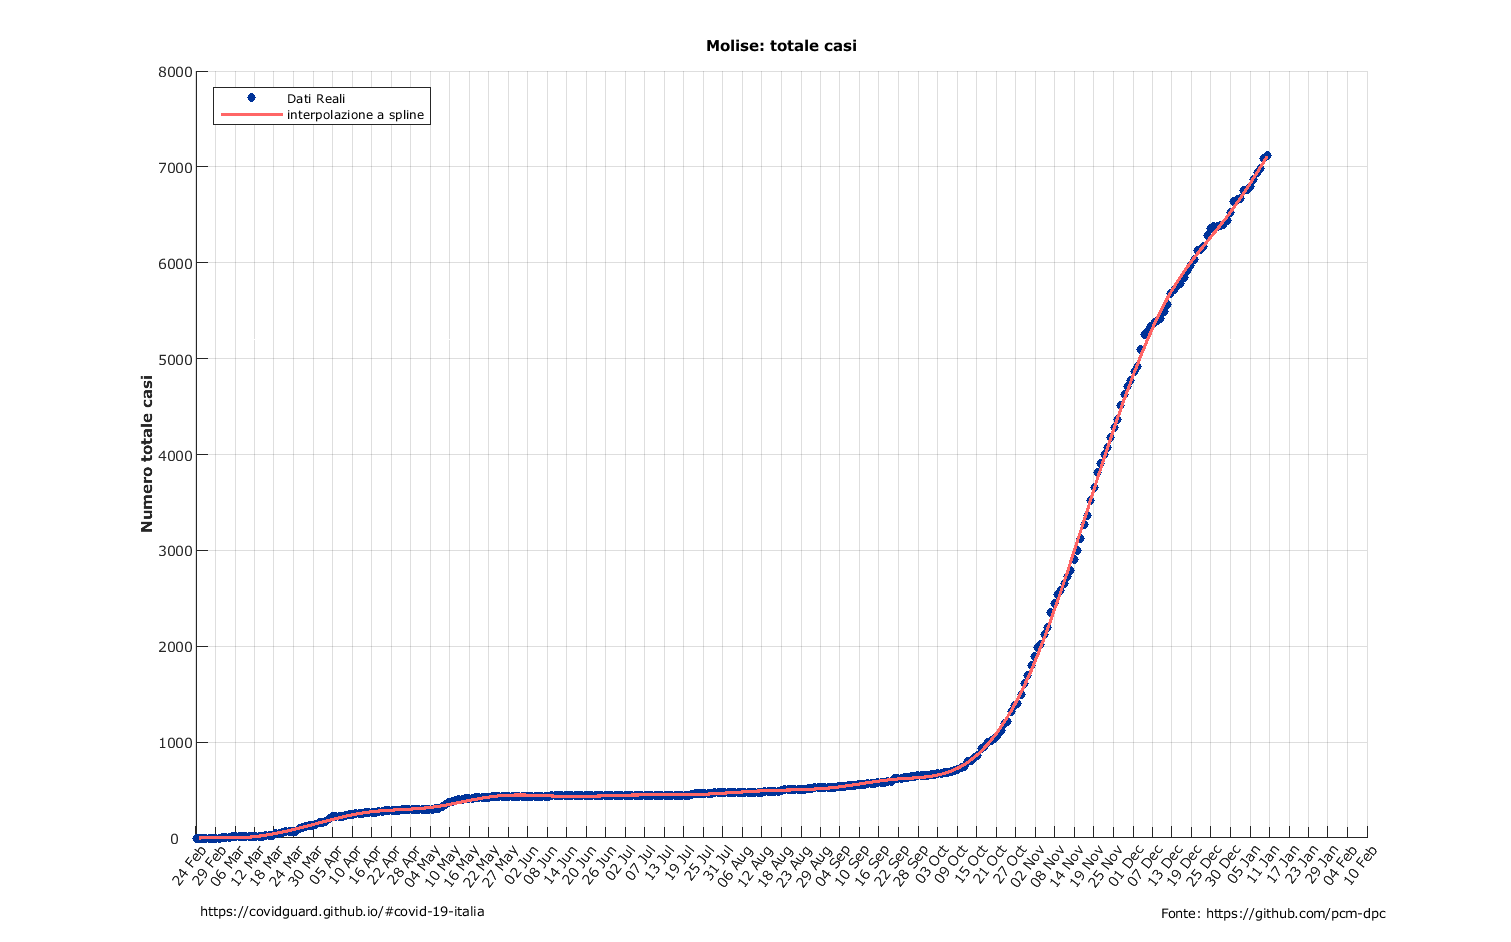 Molise: totale casi
Dati Reali
interpolazione a spline
Numero totale casi
8000
7000
6000
5000
4000
3000
2000
1000
0
24 Feb
29 Feb
06 Mar
12 Mar
18 Mar
24 Mar
30 Mar
05 Apr
10 Apr
16 Apr
22 Apr
28 Apr
04 May
10 May
16 May
22 May
27 May
02 Jun
08 Jun
14 Jun
20 Jun
26 Jun
02 Jul
07 Jul
13 Jul
19 Jul
25 Jul
31 Jul
06 Aug
12 Aug
18 Aug
23 Aug
29 Aug
04 Sep
10 Sep
16 Sep
22 Sep
28 Sep
03 Oct
09 Oct
15 Oct
21 Oct
27 Oct
02 Nov
08 Nov
14 Nov
19 Nov
25 Nov
01 Dec
07 Dec
13 Dec
19 Dec
25 Dec
30 Dec
05 Jan
11 Jan
17 Jan
23 Jan
29 Jan
04 Feb
10 Feb
https://covidguard.github.io/#covid-19-italia
Fonte: https://github.com/pcm-dpc